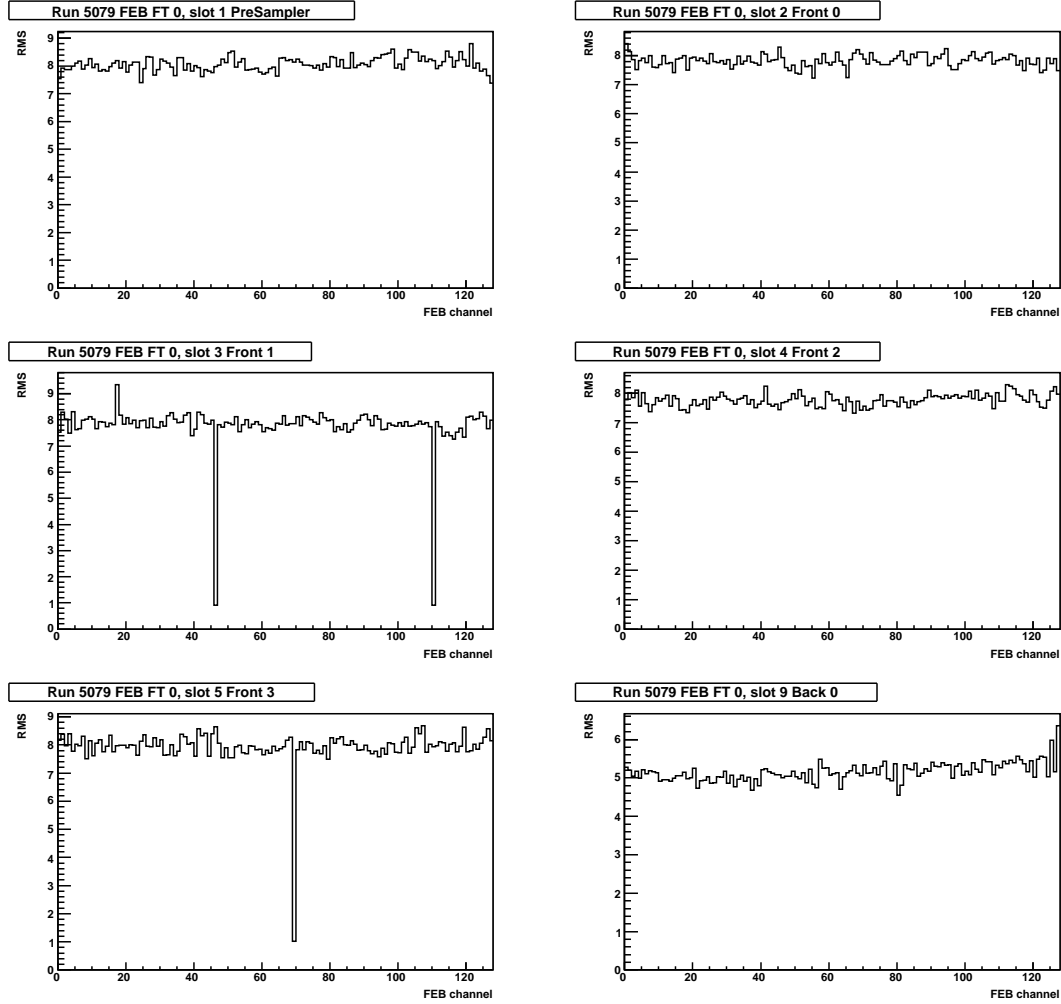 Run 5079 FEB FT 0, slot 1 PreSampler
RMS
9
8
7
6
5
4
3
2
1
0
0 20 40 60 80 100 120
FEB channel
Run 5079 FEB FT 0, slot 2 Front 0
RMS
8
7
6
5
4
3
2
1
0
0 20 40 60 80 100 120
FEB channel
Run 5079 FEB FT 0, slot 3 Front 1
RMS
9
8
7
6
5
4
3
2
1
0
0 20 40 60 80 100 120
FEB channel
Run 5079 FEB FT 0, slot 4 Front 2
RMS
8
7
6
5
4
3
2
1
0
0 20 40 60 80 100 120
FEB channel
Run 5079 FEB FT 0, slot 5 Front 3
RMS
9
8
7
6
5
4
3
2
1
0
0 20 40 60 80 100 120
FEB channel
Run 5079 FEB FT 0, slot 9 Back 0
RMS
6
5
4
3
2
1
0
0 20 40 60 80 100 120
FEB channel